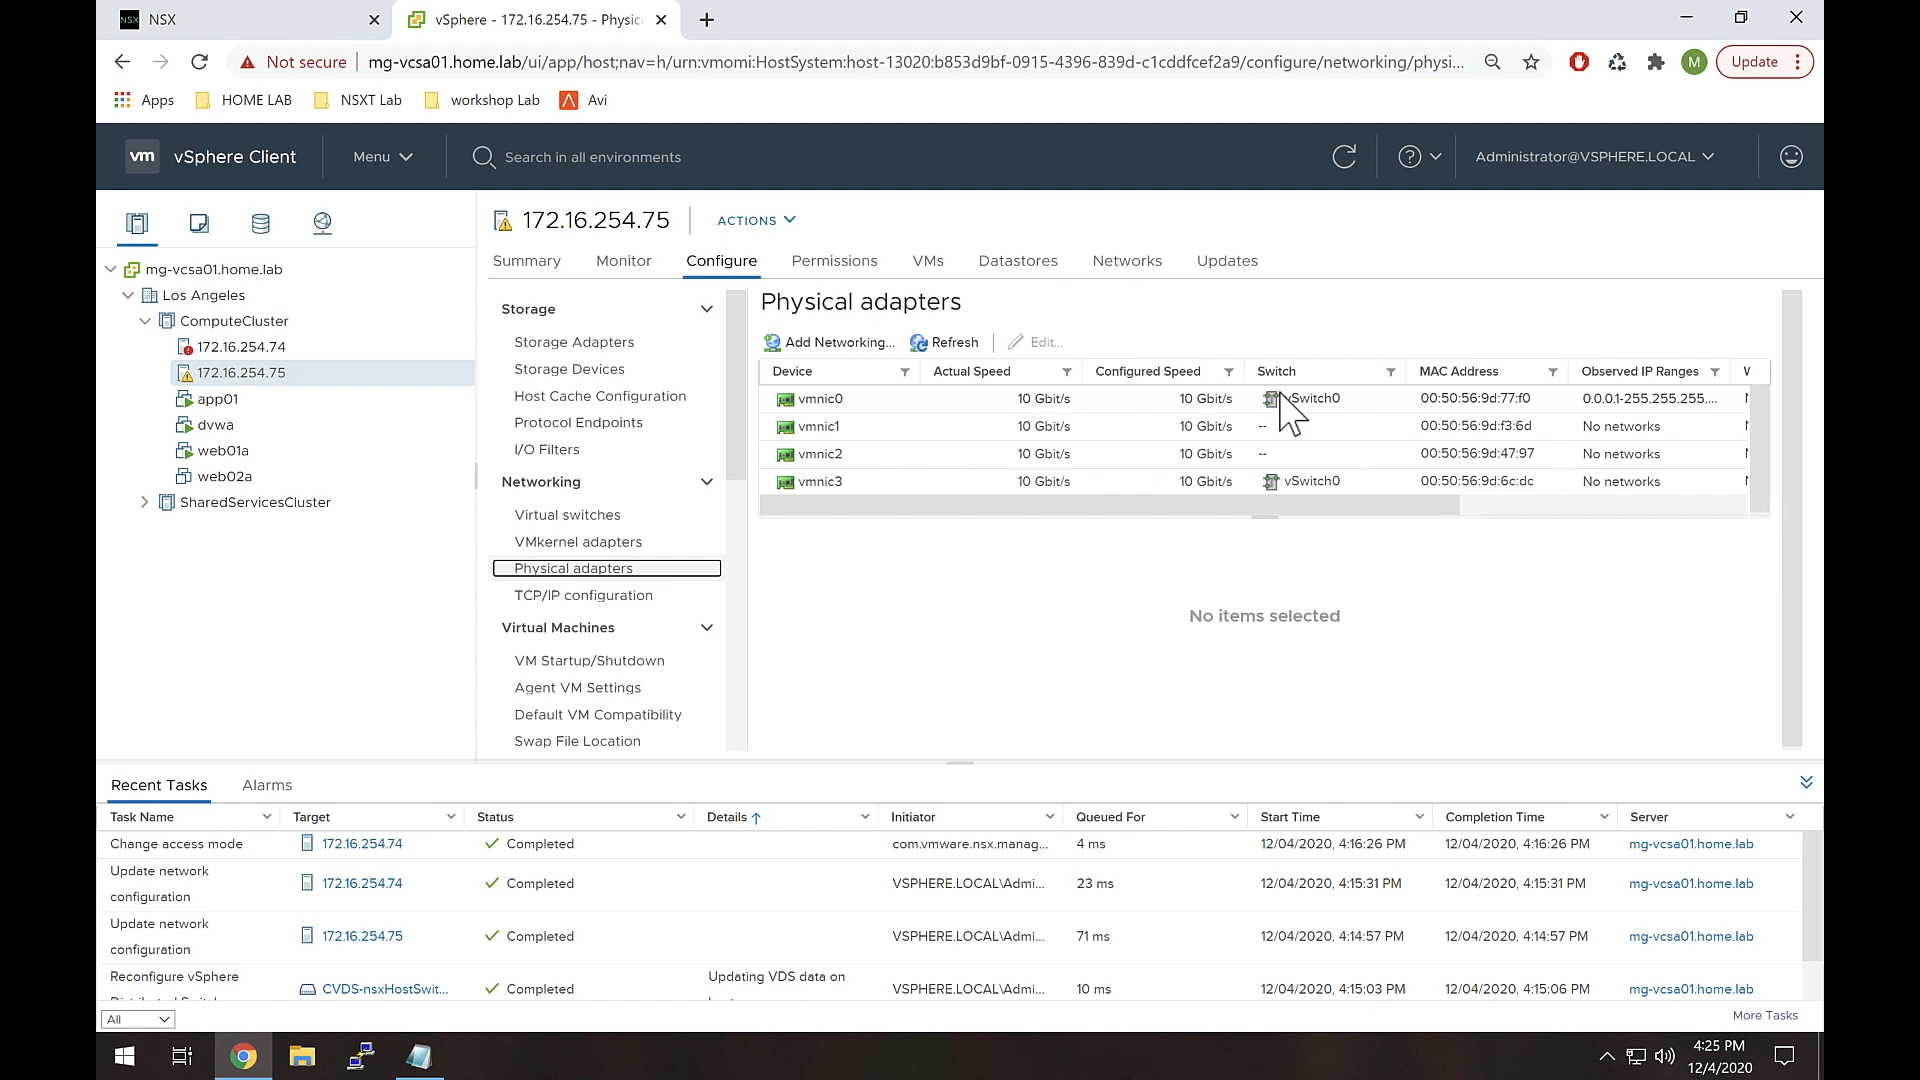 NSX
vSphere - 172.16.254.75 - Physic
Not secure
mg-vcsa01.home.lab/ui/app/host;nav=h/urn:vmomi:HostSystem:host-13020:b853d9bf-0915-4396-839d-c1cddfcef2a9/configure/networking/physi...
M
Update
Apps
HOME LAB
NSXT Lab
workshop Lab
Avi
vm
vSphere Client
Menu
Search in all environments
Administrator@VSPHERE.LOCAL
mg-vcsa01.home.lab
Los Angeles
ComputeCluster
172.16.254.74
172.16.254.75
app01
dvwa
web01a
web02a
SharedServicesCluster
172.16.254.75
ACTIONS
Summary Monitor Configure Permissions VMs Datastores Networks Updates
Storage
Storage Adapters
Storage Devices
Host Cache Configuration
Protocol Endpoints
I/O Filters
Networking
Virtual switches
VMkernel adapters
Physical adapters
TCP/IP configuration
Virtual Machines
VM Startup/Shutdown
Agent VM Settings
Default VM Compatibility
Swap File Location
Physical adapters
Add Networking... Refresh Edit...
Device Actual Speed Configured Speed Switch MAC Address Observed IP Ranges
vmnic0 10 Gbit/s 10 Gbit/s vSwitch0 00:50:56:9d:77:f0 0.0.0.1-255.255.255....
vmnic1 10 Gbit/s 10 Gbit/s -- 00:50:56:9d:f3:6d No networks
vmnic2 10 Gbit/s 10 Gbit/s -- 00:50:56:9d:47:97 No networks
vmnic3 10 Gbit/s 10 Gbit/s vSwitch0 00:50:56:9d:6c:dc No networks
No items selected
Recent Tasks Alarms
Task Name Target Status Details Initiator Queued For Start Time Completion Time Server
Change access mode 172.16.254.74 Completed com.vmware.nsx.manag... 4 ms 12/04/2020, 4:16:26 PM 12/04/2020, 4:16:26 PM mg-vcsa01.home.lab
Update network
configuration 172.16.254.74 Completed VSPHERE.LOCAL\Admi... 23 ms 12/04/2020, 4:15:31 PM 12/04/2020, 4:15:31 PM mg-vcsa01.home.lab
Update network
configuration 172.16.254.75 Completed VSPHERE.LOCAL\Admi... 71 ms 12/04/2020, 4:14:57 PM 12/04/2020, 4:14:57 PM mg-vcsa01.home.lab
Reconfigure vSphere Updating VDS data on
CVDS-nsxHostSwit... Completed VSPHERE.LOCAL\Admi... 10 ms 12/04/2020, 4:15:03 PM 12/04/2020, 4:15:06 PM mg-vcsa01.home.lab
All
More Tasks
4:25 PM
12/4/2020